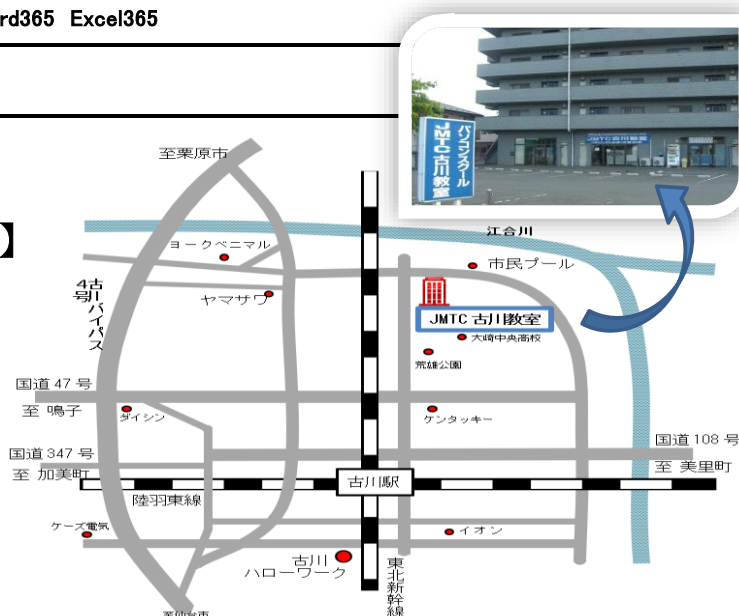 rd365 Excel365
パソコンスクール
JMTC 古川教室
JMTC古川教室
】
至栗原市
江合川
ヨークベニマル
市民プール
古川バイパス
4号
ヤマザワ
JMTC 古川教室
大崎中央高校
荒雄公園
国道 47 号
至 鳴子
ダイシン
ケンタッキー
国道 347 号
国道 108 号
至 加美町
至 美里町
古川駅
陸羽東線
ケーズ電気
イオン
古川
ハローワーク
東北新幹線